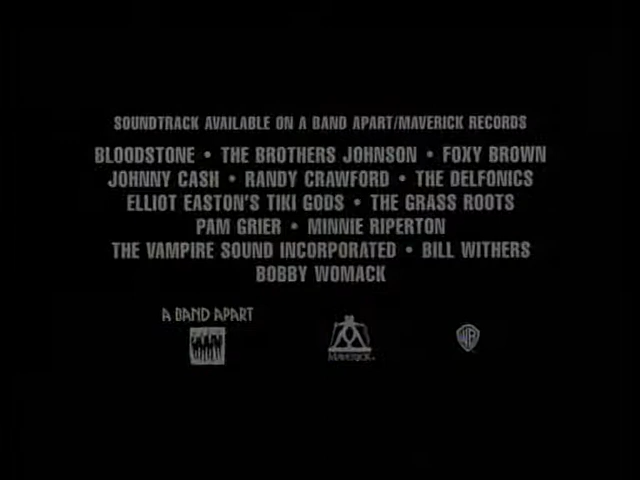 SOUNDTRACK AVAILABLE ON A BAND APART/MAVERICK RECORDS
BLOODSTONE • THE BROTHERS JOHNSON • FOXY BROWN
JOHNNY CASH • RANDY CRAWFORD • THE DELFONICS
ELLIOT EASTON'S TIKI GODS • THE GRASS ROOTS
PAM GRIER • MINNIE RIPERTON
THE VAMPIRE SOUND INCORPORATED • BILL WITHERS
BOBBY WOMACK
A BAND APART
MAVERICK
WB